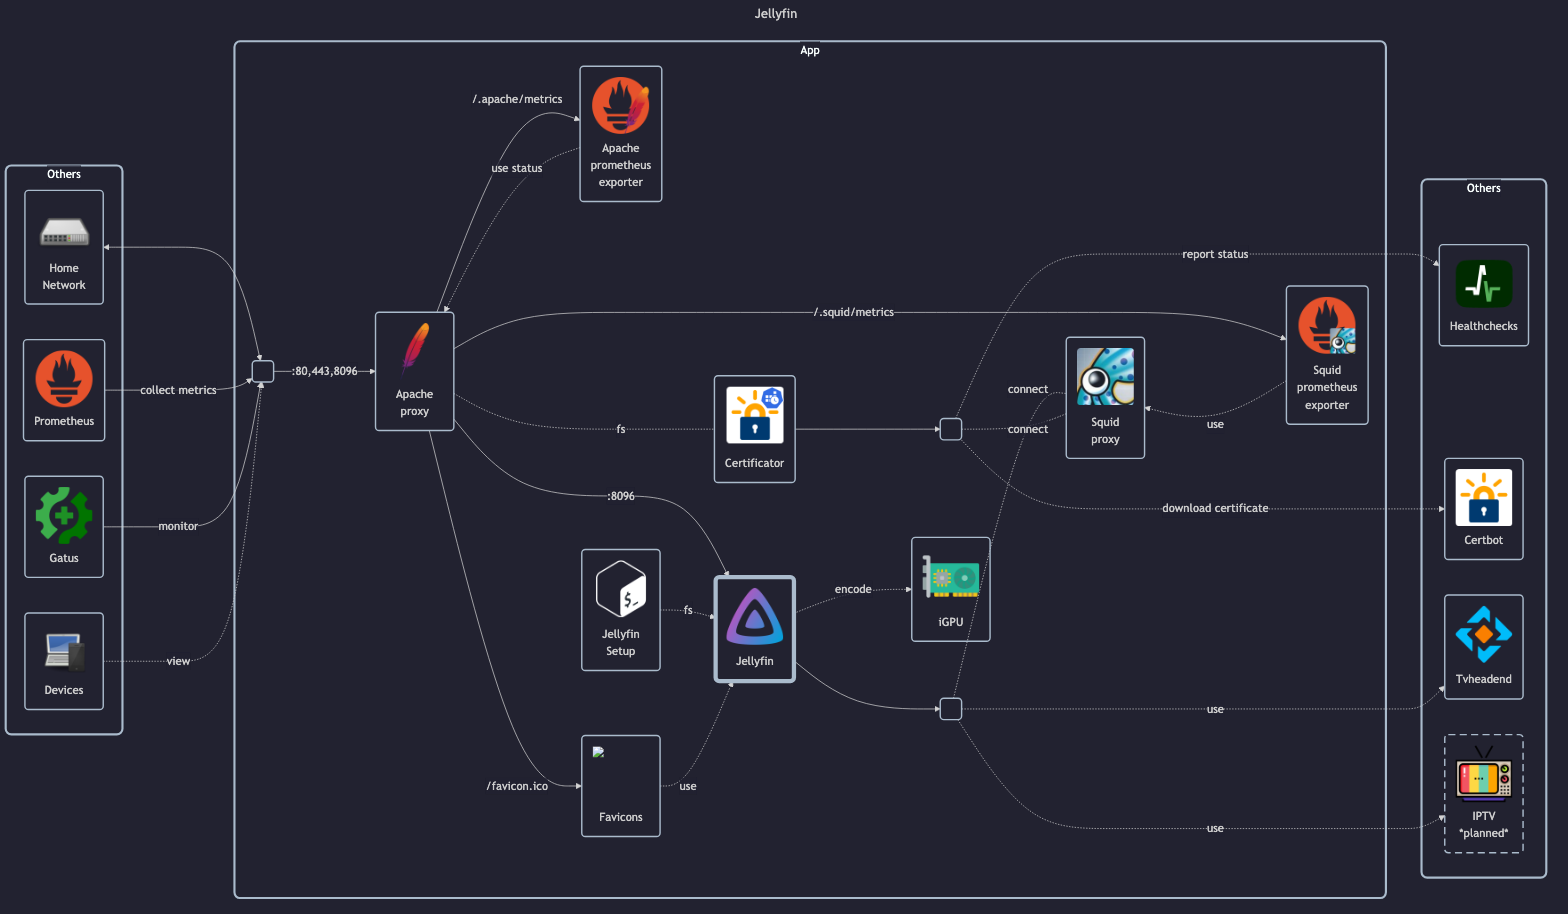 Jellyfin
App
/.apache/metrics
Apache
prometheus
exporter
use status
Others
Home
Network
Prometheus
collect metrics
Gatus
monitor
Devices
view
:80,443,8096
Apache
proxy
/.squid/metrics
fs
Certificator
:8096
$_
Jellyfin
Setup
fs
Jellyfin
encode
iGPU
/favicon.ico
Favicons
use
connect
connect
Squid
proxy
use
Squid
prometheus
exporter
report status
download certificate
use
use
Others
Healthchecks
Certbot
Tvheadend
IPTV
*planned*